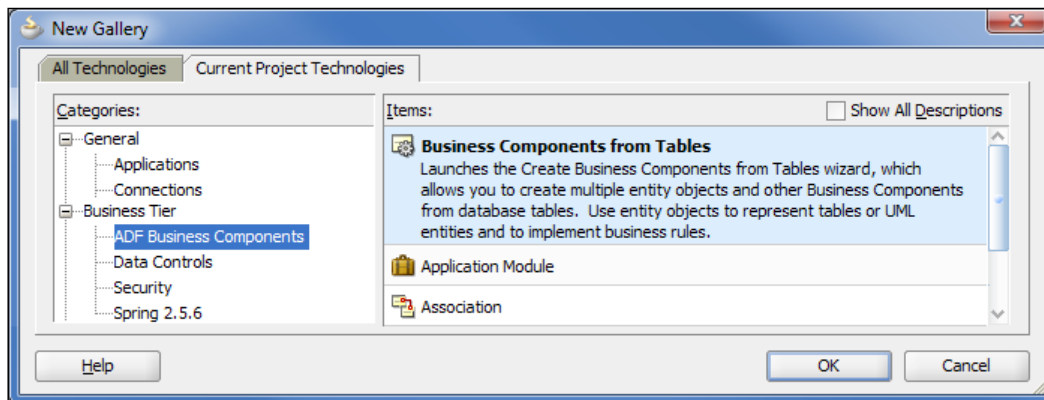 New Gallery
All Technologies
Current Project Technologies
Categories:
General
Applications
Connections
Business Tier
ADF Business Components
Data Controls
Security
Spring 2.5.6
Items:
Show All Descriptions
Business Components from Tables
Launches the Create Business Components from Tables wizard, which
allows you to create multiple entity objects and other Business Components
from database tables. Use entity objects to represent tables or UML
entities and to implement business rules.
Application Module
Association
Help
OK
Cancel